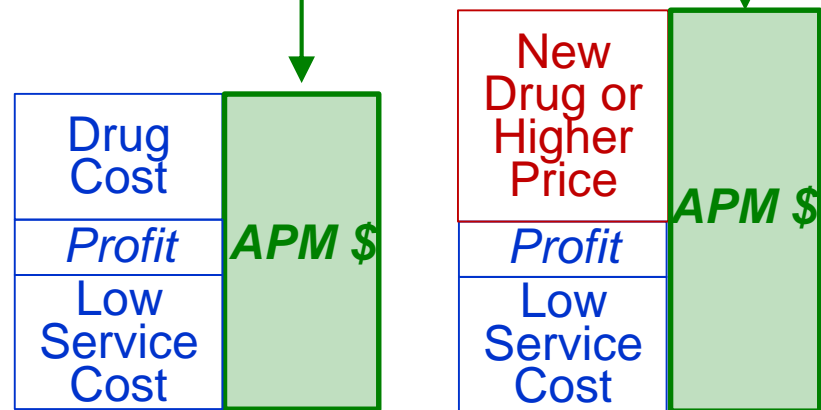 Drug
Cost
Profit
Low
Service
Cost
APM $
New
Drug or
Higher
Price
Profit
Low
Service
Cost
APM $